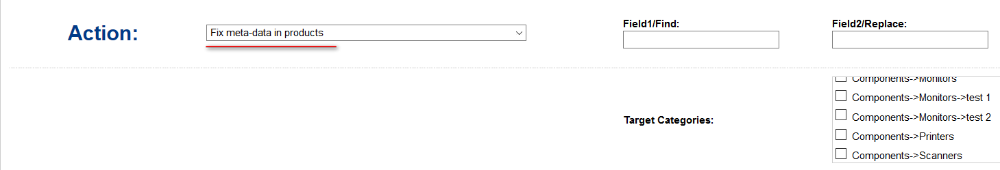 Action:
Fix meta-data in products
Field1/Find:
Field2/Replace:
Target Categories:
Components->Monitors
Components->Monitors->test 1
Components->Monitors->test 2
Components->Printers
Components->Scanners